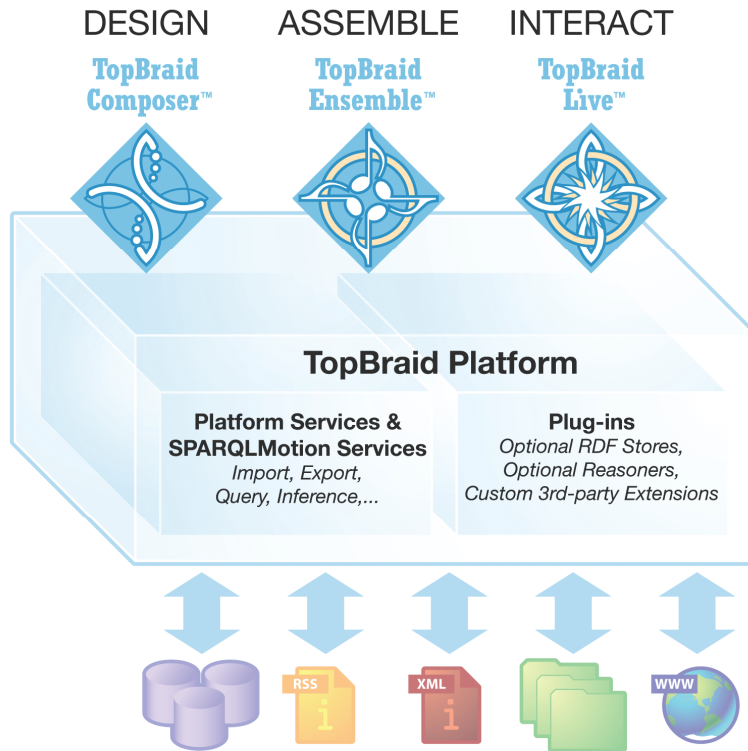 DESIGN ASSEMBLE INTERACT
TopBraid
Composer™
TopBraid
Ensemble™
TopBraid
Live™
TopBraid Platform
Platform Services &
SPARQLMotion Services
Import, Export,
Query, Inference,...
Plug-ins
Optional RDF Stores,
Optional Reasoners,
Custom 3rd-party Extensions
RSS
i
XML
i
WWW